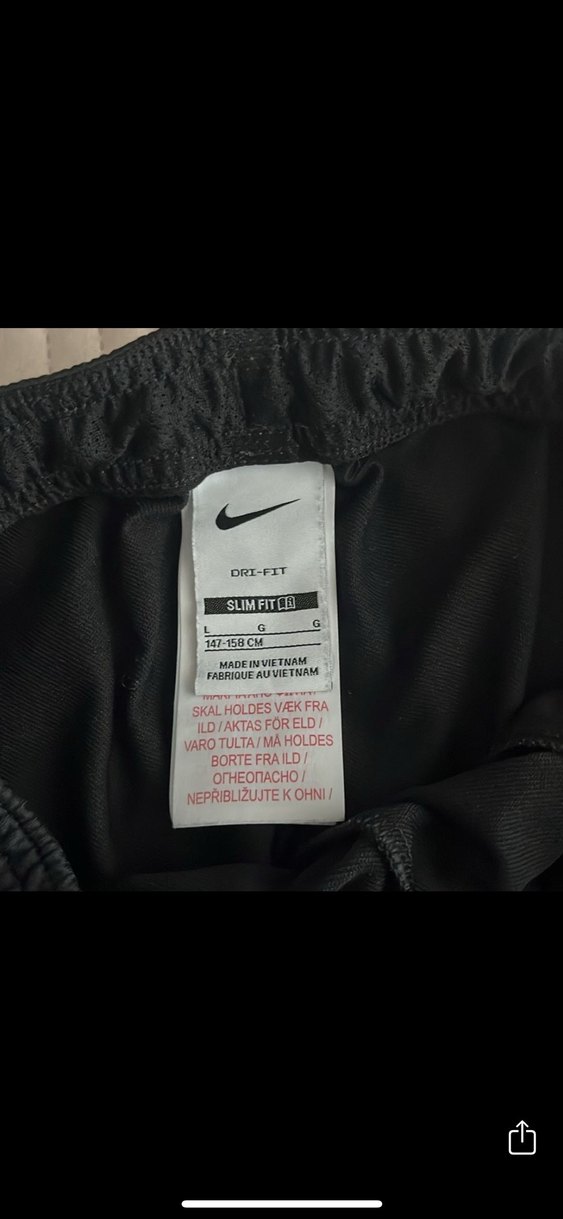 DRI-FIT
SLIM FIT
L G G
147-158 CM
MADE IN VIETNAM
FABRIQUE AU VIETNAM
SKAL HOLDES VÆK FRA
ILD / AKTAS FÖR ELD /
VARO TULTA / MÅ HOLDES
BORTE FRA ILD /
ОГНЕОПАСНО /
NEPŘIBLIŽUJTE K OHNI /